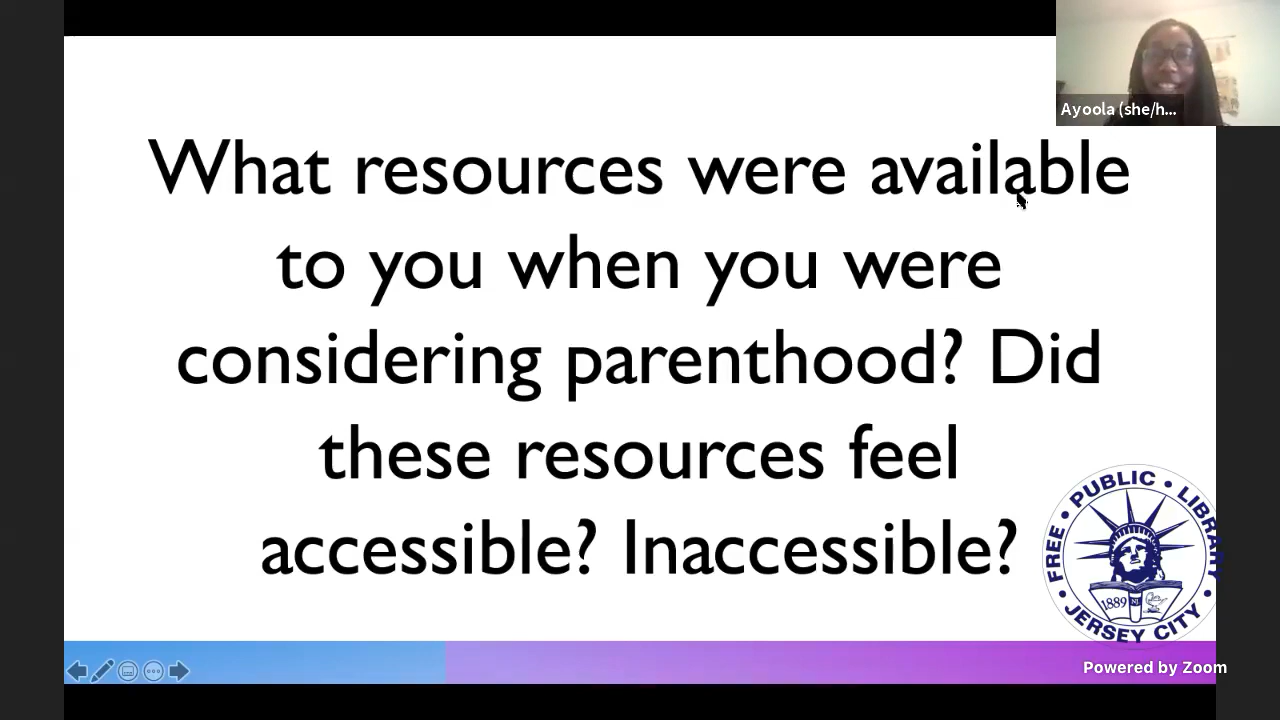 Ayoola (she/h...
What resources were available
to you when you were
considering parenthood? Did
these resources feel
accessible? Inaccessible?
FREE • PUBLIC • LIBRARY
1889 NJ
• JERSEY CITY •
Powered by Zoom